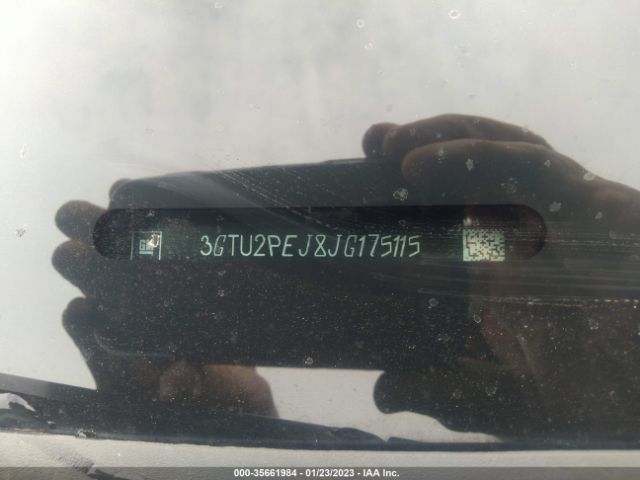 3GTU2PEJ8JG175115
000-35661984 - 01/23/2023 - IAA Inc.